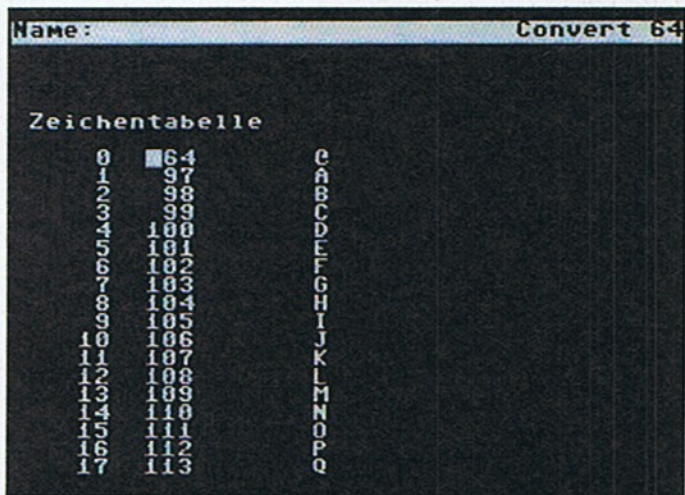 Name: Convert 64
Zeichentabelle
0 64 @
1 97 A
2 98 B
3 99 C
4 100 D
5 101 E
6 102 F
7 103 G
8 104 H
9 105 I
10 106 J
11 107 K
12 108 L
13 109 M
14 110 N
15 111 O
16 112 P
17 113 Q